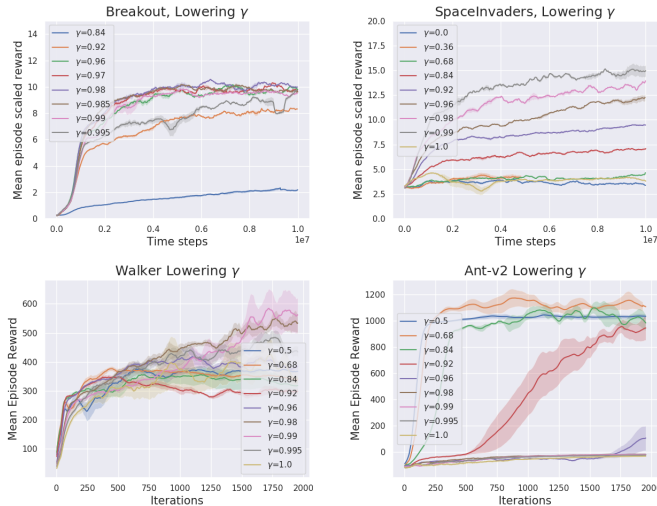 Breakout, Lowering γ
14
12
10
8
6
4
2
0
γ=0.84
γ=0.92
γ=0.96
γ=0.97
γ=0.98
γ=0.985
γ=0.99
γ=0.995
Mean episode scaled reward
0.0 0.2 0.4 0.6 0.8 1.0
1e7
Time steps
SpaceInvaders, Lowering γ
20.0
17.5
15.0
12.5
10.0
7.5
5.0
2.5
0.0
γ=0.0
γ=0.36
γ=0.68
γ=0.84
γ=0.92
γ=0.96
γ=0.98
γ=0.99
γ=1.0
Mean episode scaled reward
0.0 0.2 0.4 0.6 0.8 1.0
1e7
Time steps
Walker Lowering γ
600
500
400
300
200
100
γ=0.5
γ=0.68
γ=0.84
γ=0.92
γ=0.96
γ=0.98
γ=0.99
γ=0.995
γ=1.0
Mean Episode Reward
0 250 500 750 1000 1250 1500 1750 2000
Iterations
Ant-v2 Lowering γ
1200
1000
800
600
400
200
0
γ=0.5
γ=0.68
γ=0.84
γ=0.92
γ=0.96
γ=0.98
γ=0.99
γ=0.995
γ=1.0
Mean Episode Reward
0 250 500 750 1000 1250 1500 1750 2000
Iterations